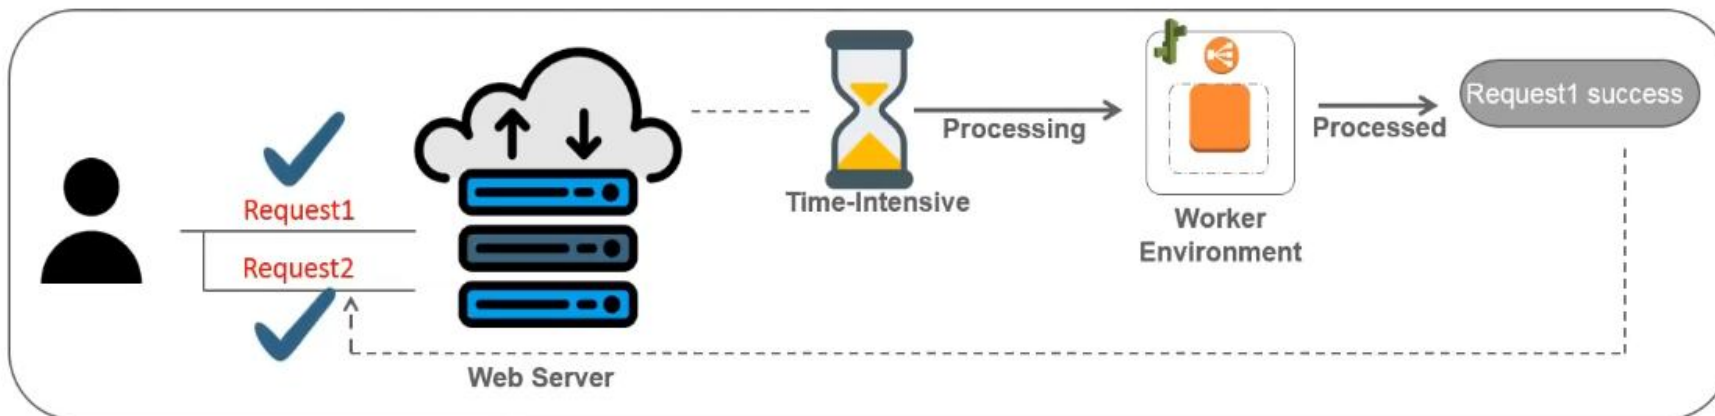 Request1
Request2
Web Server
Time-Intensive
Processing
Worker
Environment
Processed
Request1 success